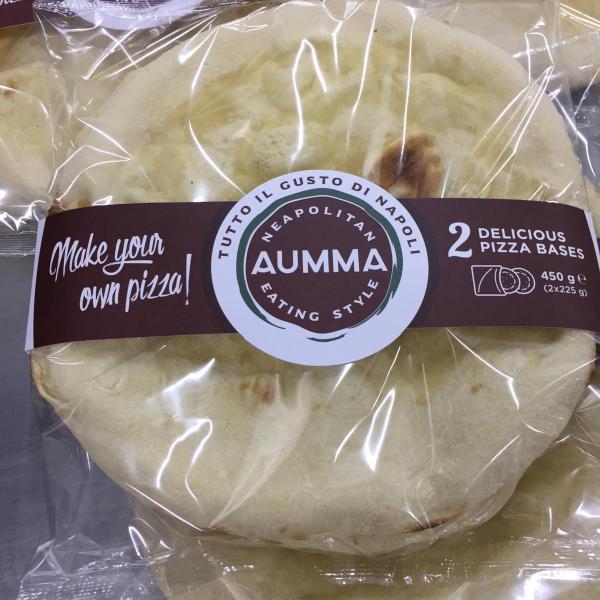 Make your
own pizza!
TUTTO IL GUSTO DI NAPOLI
NEAPOLITAN
AUMMA
EATING STYLE
2 DELICIOUS
PIZZA BASES
450 g ℮
(2x225 g)